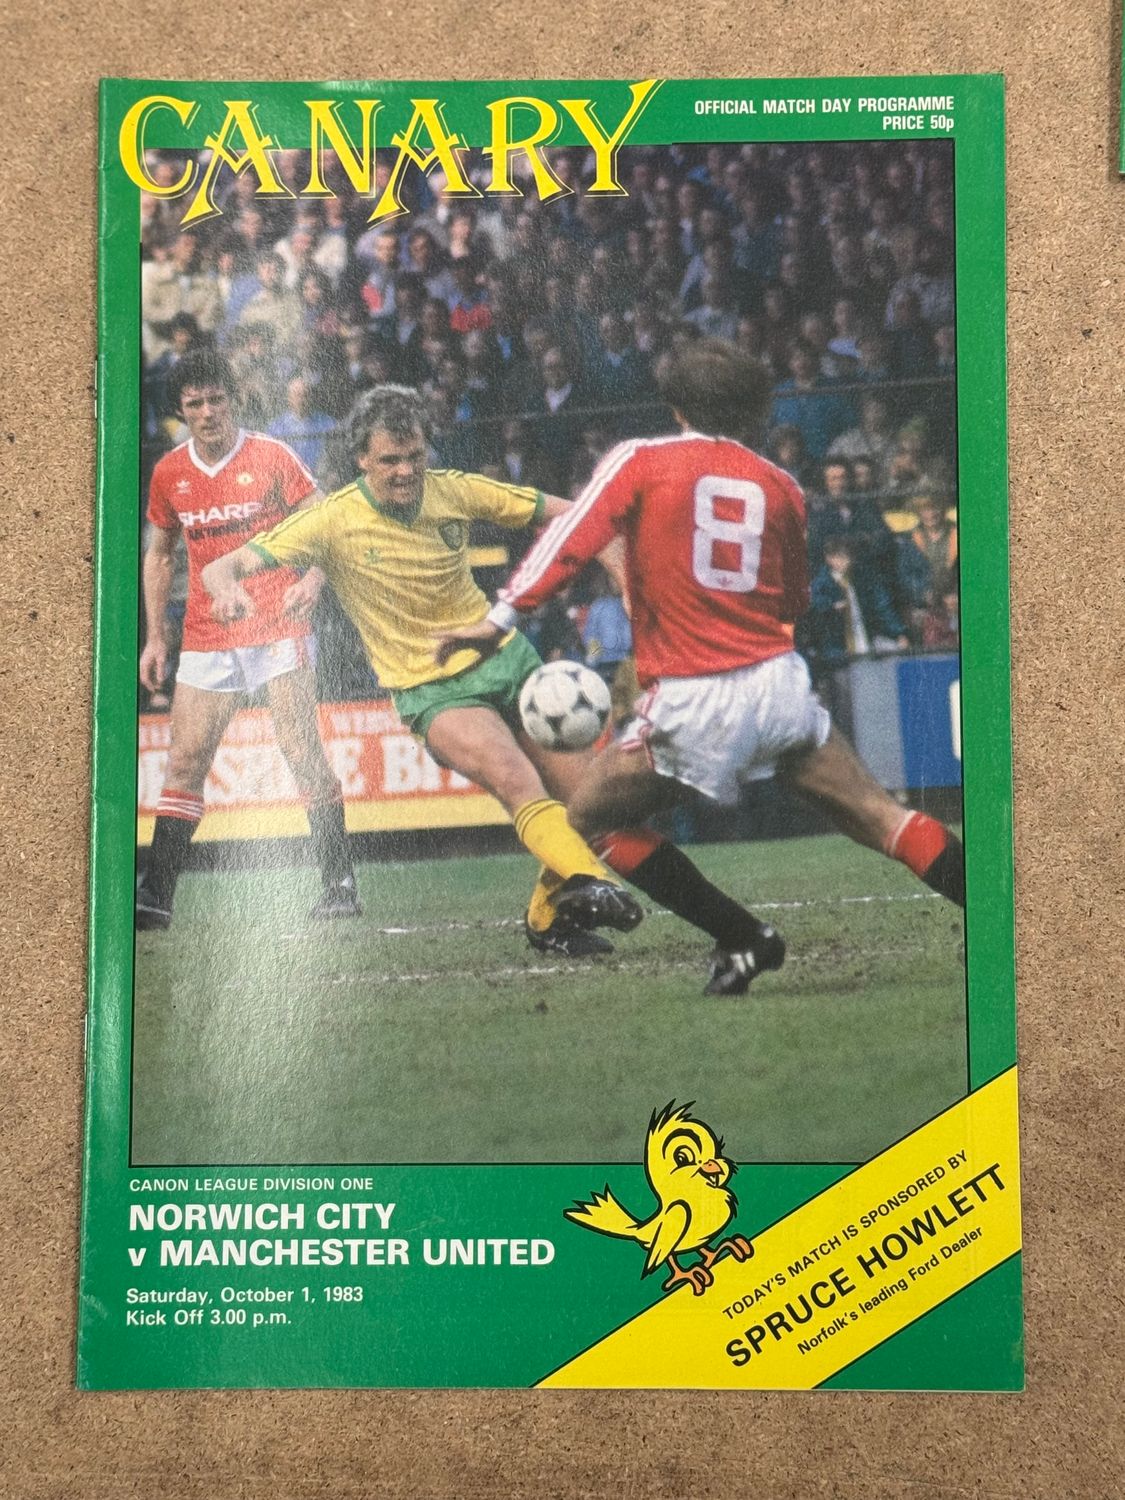 CANARY
OFFICIAL MATCH DAY PROGRAMME
PRICE 50p
SHARP
8
CANON LEAGUE DIVISION ONE
NORWICH CITY
v MANCHESTER UNITED
Saturday, October 1, 1983
Kick Off 3.00 p.m.
TODAY'S MATCH IS SPONSORED BY
SPRUCE HOWLETT
Norfolk's leading Ford Dealer